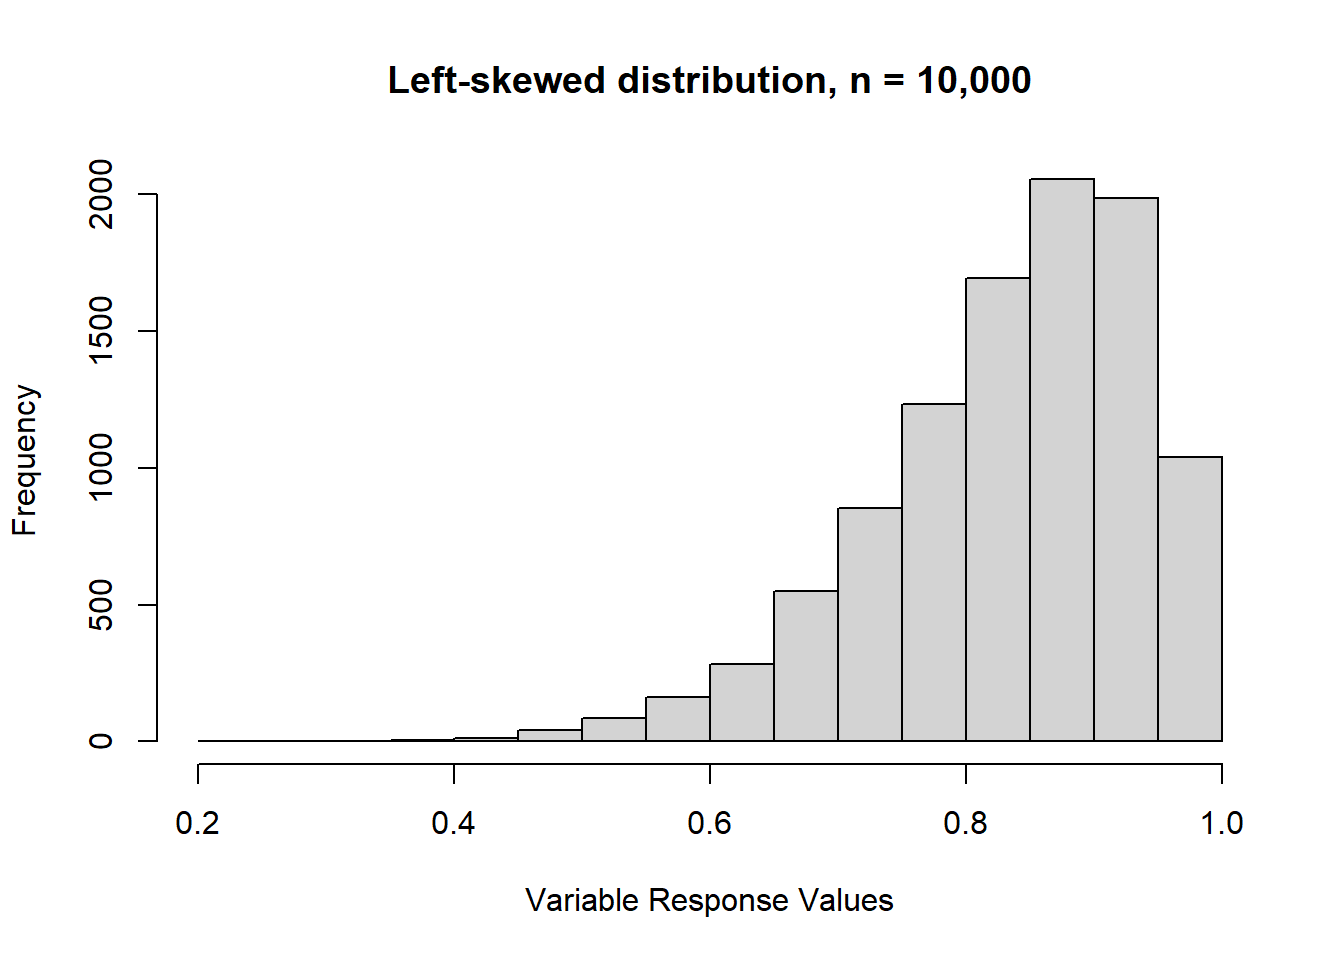 Left-skewed distribution, n = 10,000
Frequency
2000
1500
1000
500
0
0.2 0.4 0.6 0.8 1.0
Variable Response Values